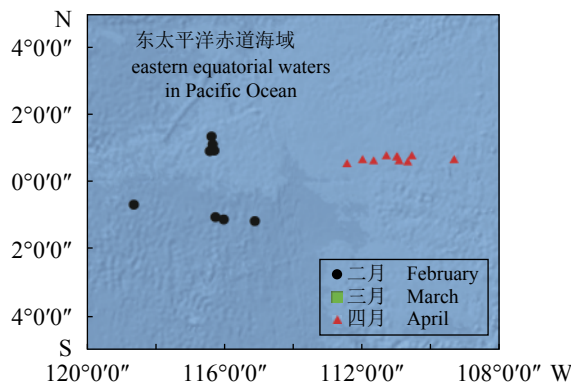 N
4°0′0″
东太平洋赤道海域
eastern equatorial waters
in Pacific Ocean
2°0′0″
0°0′0″
2°0′0″
4°0′0″
S
二月 February
三月 March
四月 April
120°0′0″ 116°0′0″ 112°0′0″ 108°0′0″ W